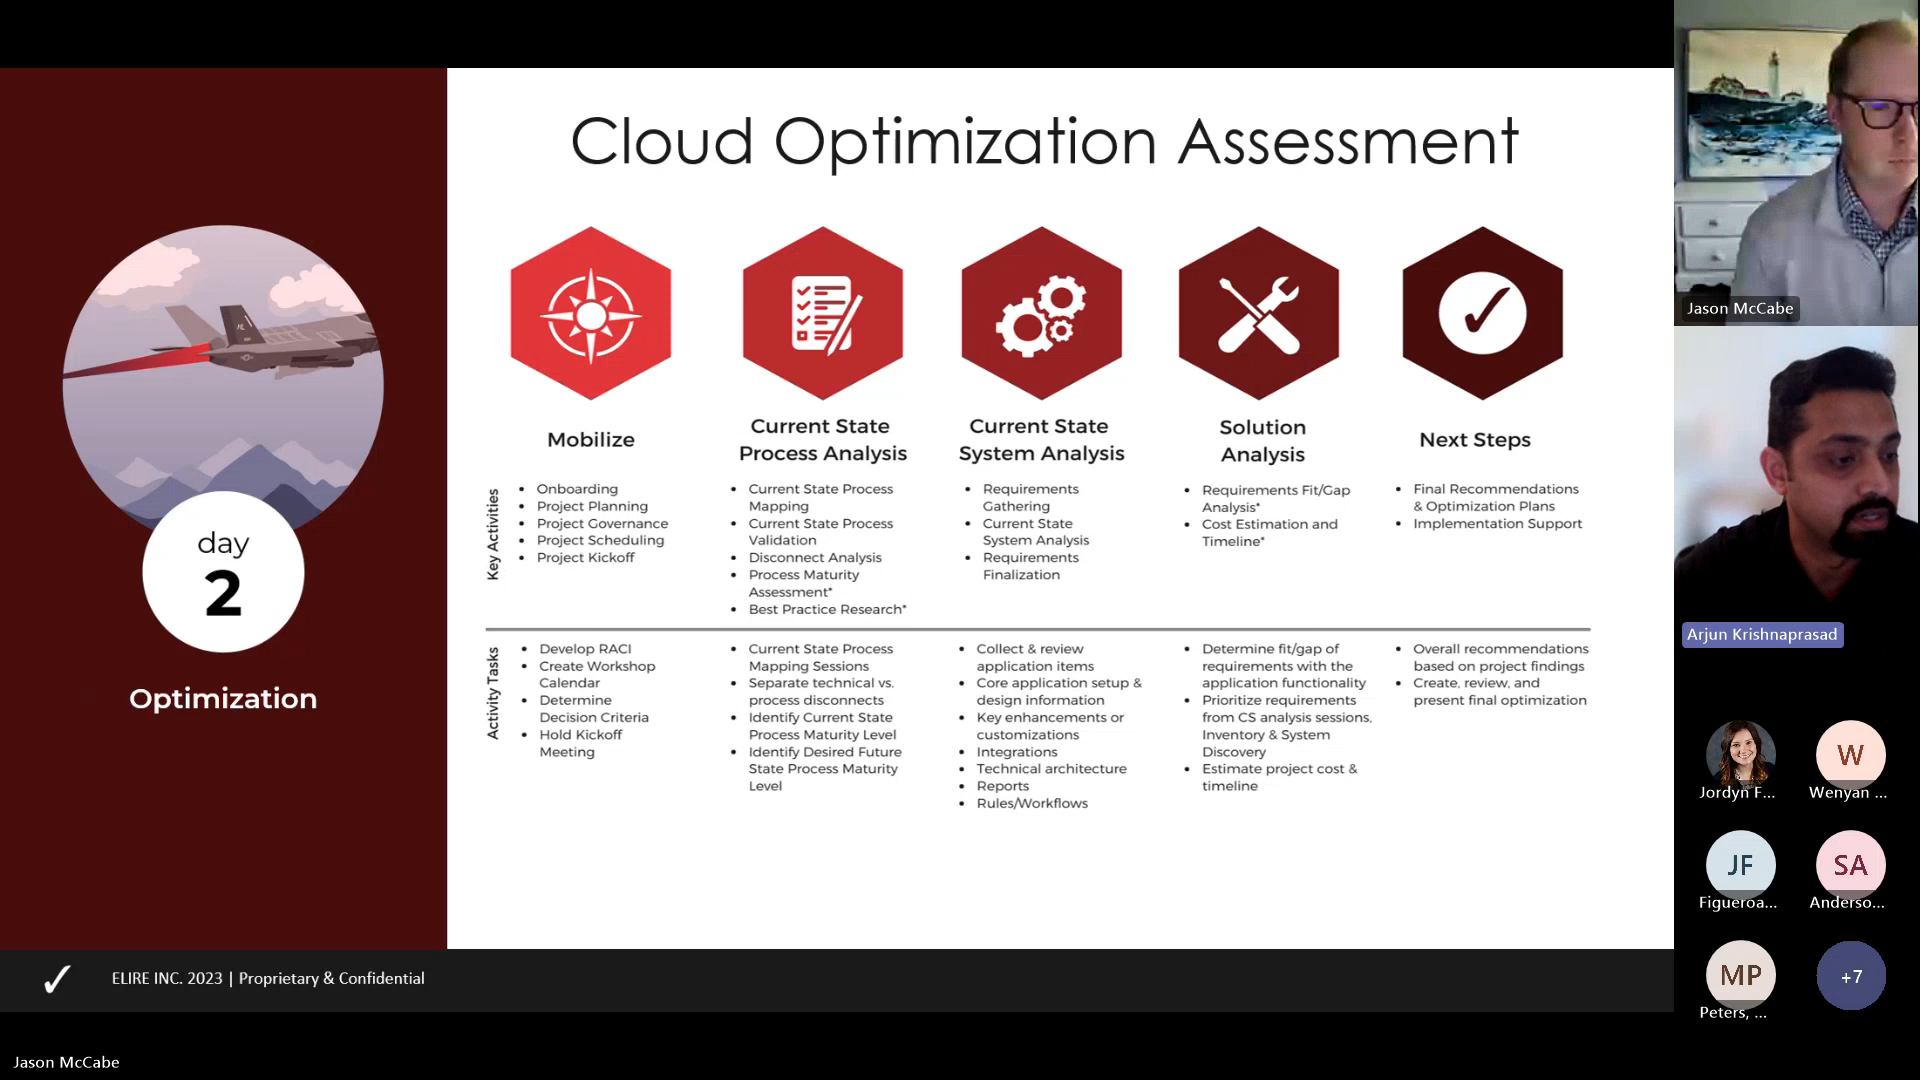 Cloud Optimization Assessment
day
2
Optimization
Mobilize
Current State
Process Analysis
Current State
System Analysis
Solution
Analysis
Next Steps
Key Activities
• Onboarding
• Project Planning
• Project Governance
• Project Scheduling
• Project Kickoff
• Current State Process
Mapping
• Current State Process
Validation
• Disconnect Analysis
• Process Maturity
Assessment*
• Best Practice Research*
• Requirements
Gathering
• Current State
System Analysis
• Requirements
Finalization
• Requirements Fit/Gap
Analysis*
• Cost Estimation and
Timeline*
• Final Recommendations
& Optimization Plans
• Implementation Support
Activity Tasks
• Develop RACI
• Create Workshop
Calendar
• Determine
Decision Criteria
• Hold Kickoff
Meeting
• Current State Process
Mapping Sessions
• Separate technical vs.
process disconnects
• Identify Current State
Process Maturity Level
• Identify Desired Future
State Process Maturity
Level
• Collect & review
application items
• Core application setup &
design information
• Key enhancements or
customizations
• Integrations
• Technical architecture
• Reports
• Rules/Workflows
• Determine fit/gap of
requirements with the
application functionality
• Prioritize requirements
from CS analysis sessions,
Inventory & System
Discovery
• Estimate project cost &
timeline
• Overall recommendations
based on project findings
• Create, review, and
present final optimization
ELIRE INC. 2023 | Proprietary & Confidential
Jason McCabe
Jason McCabe
Arjun Krishnaprasad
Jordyn F...
W
Wenyan ...
JF
Figueroa...
SA
Anderso...
MP
Peters, ...
+7